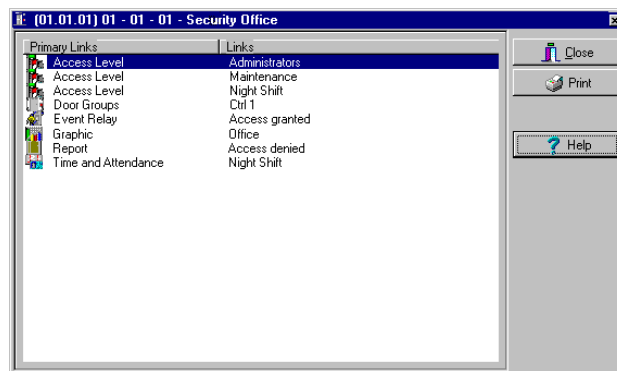 (01.01.01) 01 - 01 - 01 - Security Office
Primary Links Links
Access Level Administrators
Access Level Maintenance
Access Level Night Shift
Door Groups Ctrl 1
Event Relay Access granted
Graphic Office
Report Access denied
Time and Attendance Night Shift
Close
Print
Help